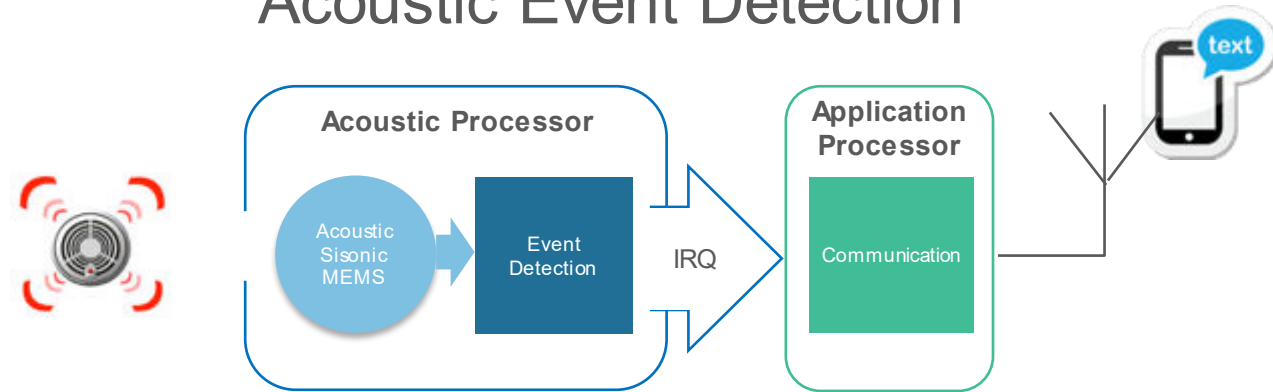 Acoustic Event Detection
text
Acoustic Processor
Application
Processor
Acoustic
Sisonic
MEMS
Event
Detection
IRQ
Communication